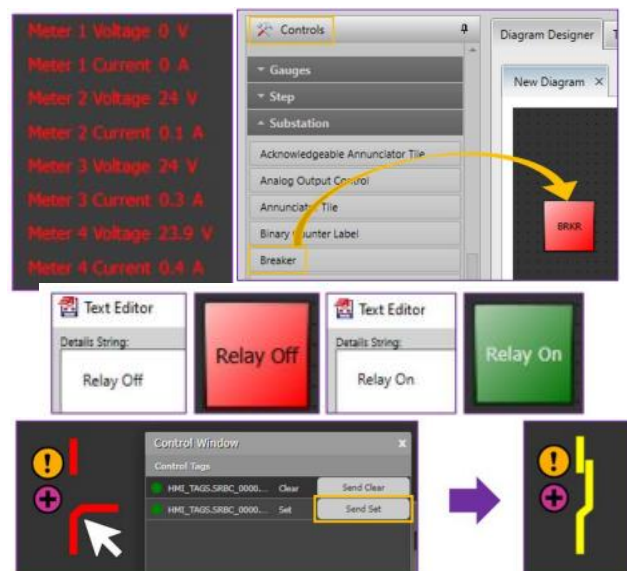 Meter 1 Voltage 0 V
Meter 1 Current 0 A
Meter 2 Voltage 24 V
Meter 2 Current 0.1 A
Meter 3 Voltage 24 V
Meter 3 Current 0.3 A
Meter 4 Voltage 23.9 V
Meter 4 Current 0.4 A
Controls
Gauges
Step
Substation
Acknowledgeable Annunciator Tile
Analog Output Control
Annunciator Tile
Binary Counter Label
Breaker
Diagram Designer T
New Diagram ×
BRKR
Text Editor
Details String:
Relay Off
Relay Off
Text Editor
Details String:
Relay On
Relay On
Control Window x
Control Tags
HMI_TAGS.SRBC_0000.... Clear Send Clear
HMI_TAGS.SRBC_0000.... Set Send Set